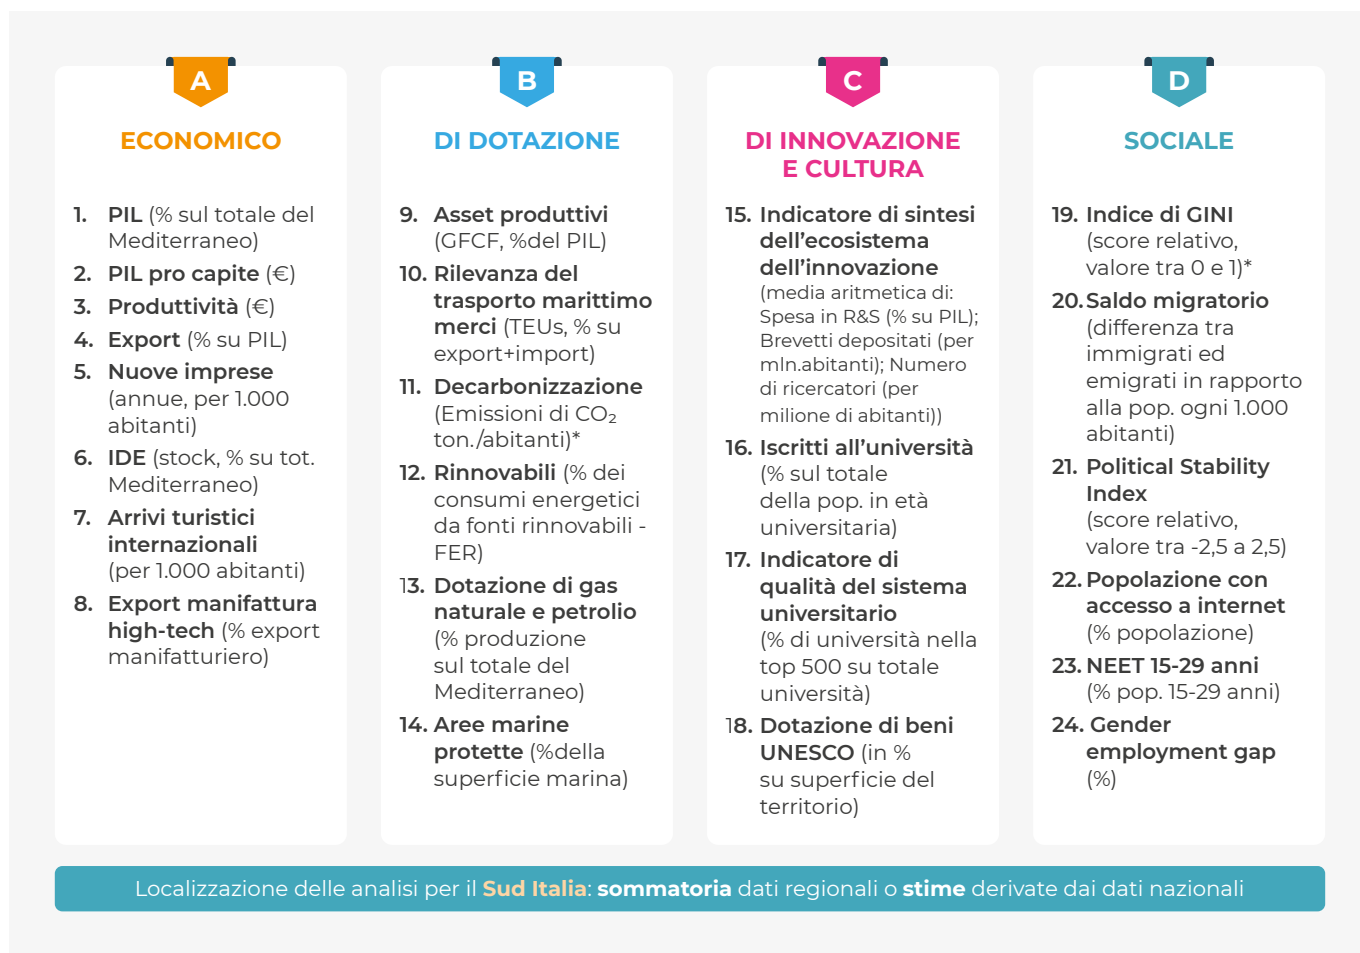 A
ECONOMICO
1. PIL (% sul totale del
Mediterraneo)
2. PIL pro capite (€)
3. Produttività (€)
4. Export (% su PIL)
5. Nuove imprese
(annue, per 1.000
abitanti)
6. IDE (stock, % su tot.
Mediterraneo)
7. Arrivi turistici
internazionali
(per 1.000 abitanti)
8. Export manifattura
high-tech (% export
manifatturiero)
B
DI DOTAZIONE
9. Asset produttivi
(GFCF, %del PIL)
10. Rilevanza del
trasporto marittimo
merci (TEUs, % su
export+import)
11. Decarbonizzazione
(Emissioni di CO₂
ton./abitanti)*
12. Rinnovabili (% dei
consumi energetici
da fonti rinnovabili -
FER)
13. Dotazione di gas
naturale e petrolio
(% produzione
sul totale del
Mediterraneo)
14. Aree marine
protette (%della
superficie marina)
C
DI INNOVAZIONE
E CULTURA
15. Indicatore di sintesi
dell'ecosistema
dell'innovazione
(media aritmetica di:
Spesa in R&S (% su PIL);
Brevetti depositati (per
mln.abitanti); Numero
di ricercatori (per
milione di abitanti))
16. Iscritti all'università
(% sul totale
della pop. in età
universitaria)
17. Indicatore di
qualità del sistema
universitario
(% di università nella
top 500 su totale
università)
18. Dotazione di beni
UNESCO (in %
su superficie del
territorio)
D
SOCIALE
19. Indice di GINI
(score relativo,
valore tra 0 e 1)*
20. Saldo migratorio
(differenza tra
immigrati ed
emigrati in rapporto
alla pop. ogni 1.000
abitanti)
21. Political Stability
Index
(score relativo,
valore tra -2,5 a 2,5)
22. Popolazione con
accesso a internet
(% popolazione)
23. NEET 15-29 anni
(% pop. 15-29 anni)
24. Gender
employment gap
(%)
Localizzazione delle analisi per il Sud Italia: sommatoria dati regionali o stime derivate dai dati nazionali